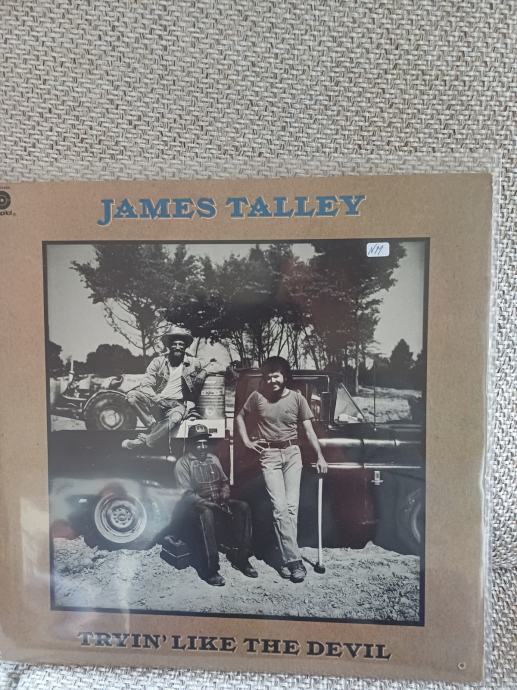 JAMES TALLEY
NM
TRYIN' LIKE THE DEVIL